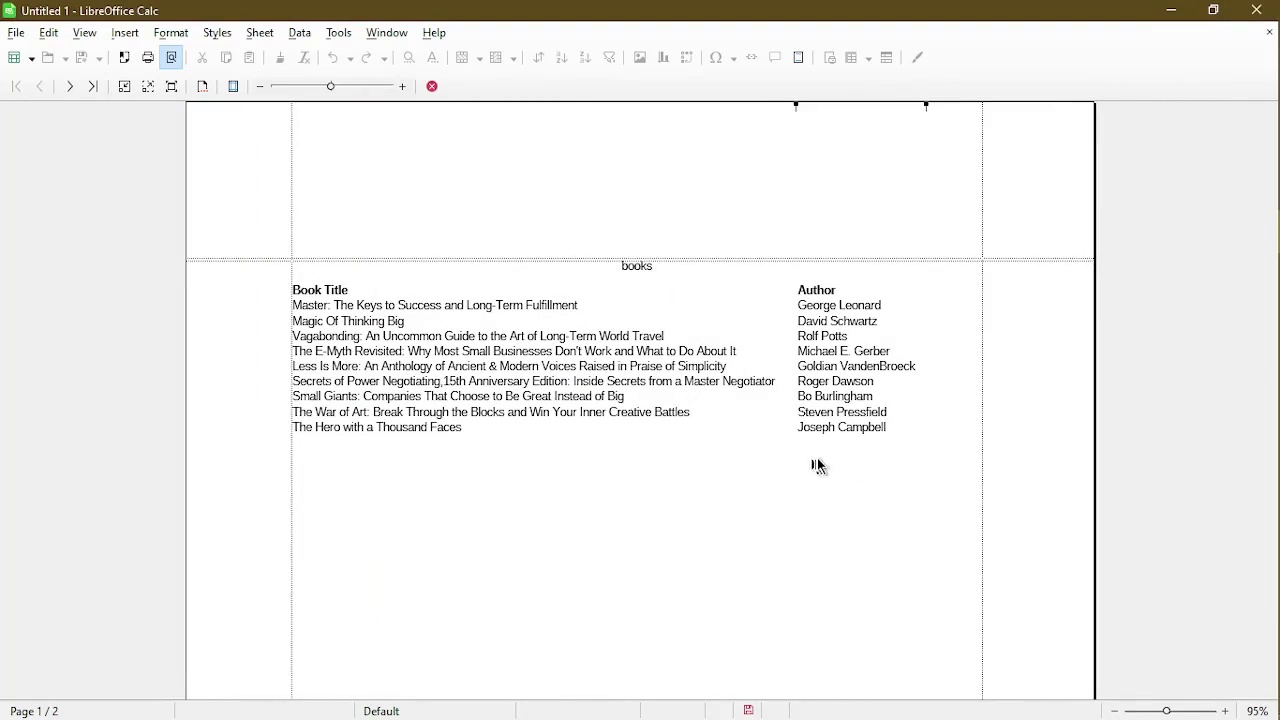 Untitled 1 - LibreOffice Calc
File Edit View Insert Format Styles Sheet Data Tools Window Help
books
Book Title Author
Master: The Keys to Success and Long-Term Fulfillment George Leonard
Magic Of Thinking Big David Schwartz
Vagabonding: An Uncommon Guide to the Art of Long-Term World Travel Rolf Potts
The E-Myth Revisited: Why Most Small Businesses Don't Work and What to Do About It Michael E. Gerber
Less Is More: An Anthology of Ancient & Modern Voices Raised in Praise of Simplicity Goldian VandenBroeck
Secrets of Power Negotiating,15th Anniversary Edition: Inside Secrets from a Master Negotiator Roger Dawson
Small Giants: Companies That Choose to Be Great Instead of Big Bo Burlingham
The War of Art: Break Through the Blocks and Win Your Inner Creative Battles Steven Pressfield
The Hero with a Thousand Faces Joseph Campbell
Page 1 / 2 Default 95%